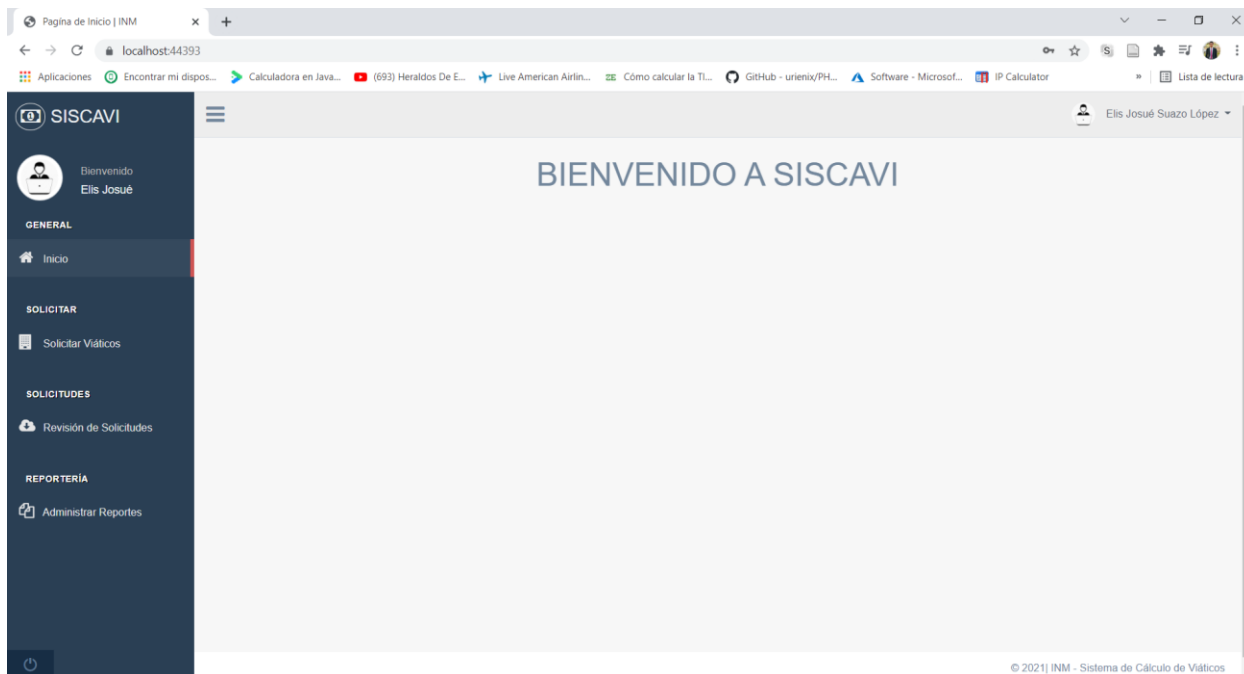 Pagina de Inicio | INM
localhost:44393
Aplicaciones
Encontrar mi dispos...
Calculadora en Java...
(693) Heraldos De E...
Live American Airlin...
Cómo calcular la TI...
GitHub - urienix/PH...
Software - Microsof...
IP Calculator
»
Lista de lectura
SISCAVI
Elis Josué Suazo López
Bienvenido
Elis Josué
BIENVENIDO A SISCAVI
GENERAL
Inicio
SOLICITAR
Solicitar Viáticos
SOLICITUDES
Revisión de Solicitudes
REPORTERÍA
Administrar Reportes
© 2021| INM - Sistema de Cálculo de Viáticos